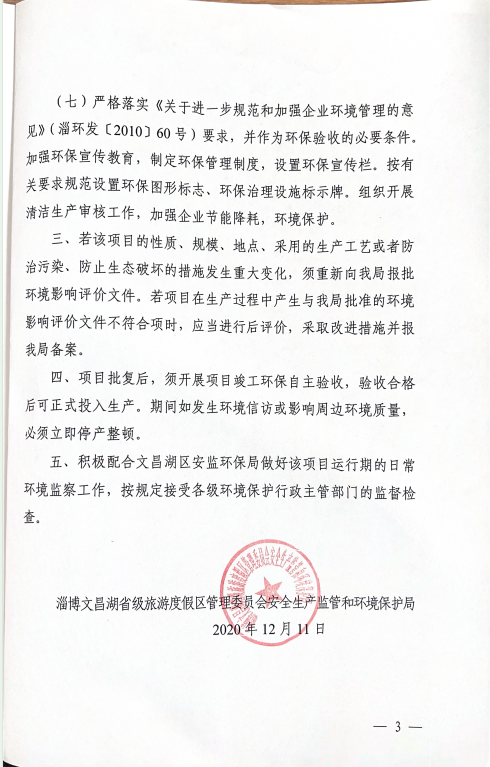 （七）严格落实《关于进一步规范和加强企业环境管理的意
见》（淄环发〔2010〕60号）要求，并作为环保验收的必要条件。
加强环保宣传教育，制定环保管理制度，设置环保宣传栏。按有
关要求规范设置环保图形标志、环保治理设施标示牌。组织开展
清洁生产审核工作，加强企业节能降耗，环境保护。
三、若该项目的性质、规模、地点、采用的生产工艺或者防
治污染、防止生态破坏的措施发生重大变化，须重新向我局报批
环境影响评价文件。若项目在生产过程中产生与我局批准的环境
影响评价文件不符合项时，应当进行后评价，采取改进措施并报
我局备案。
四、项目批复后，须开展项目竣工环保自主验收，验收合格
后可正式投入生产。期间如发生环境信访或影响周边环境质量，
必须立即停产整顿。
五、积极配合文昌湖区安监环保局做好该项目运行期的日常
环境监察工作，按规定接受各级环境保护行政主管部门的监督检
查。
淄博文昌湖省级旅游度假区管理委员会安全生产监管和环境保护局
2020年12月11日
— 3 —